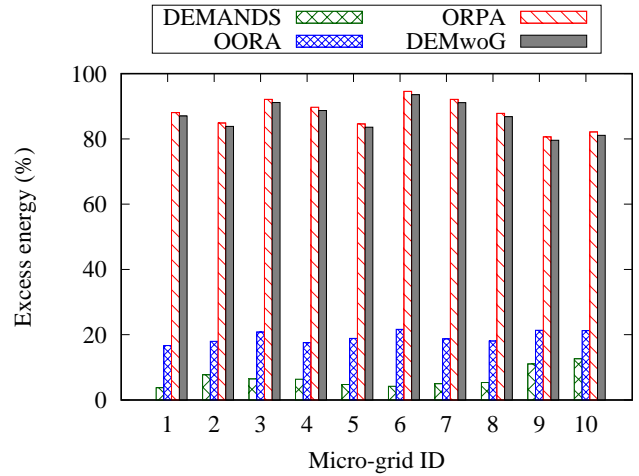 DEMANDS ORPA
OORA DEMwoG
100
80
60
40
20
0
Excess energy (%)
1 2 3 4 5 6 7 8 9 10
Micro-grid ID